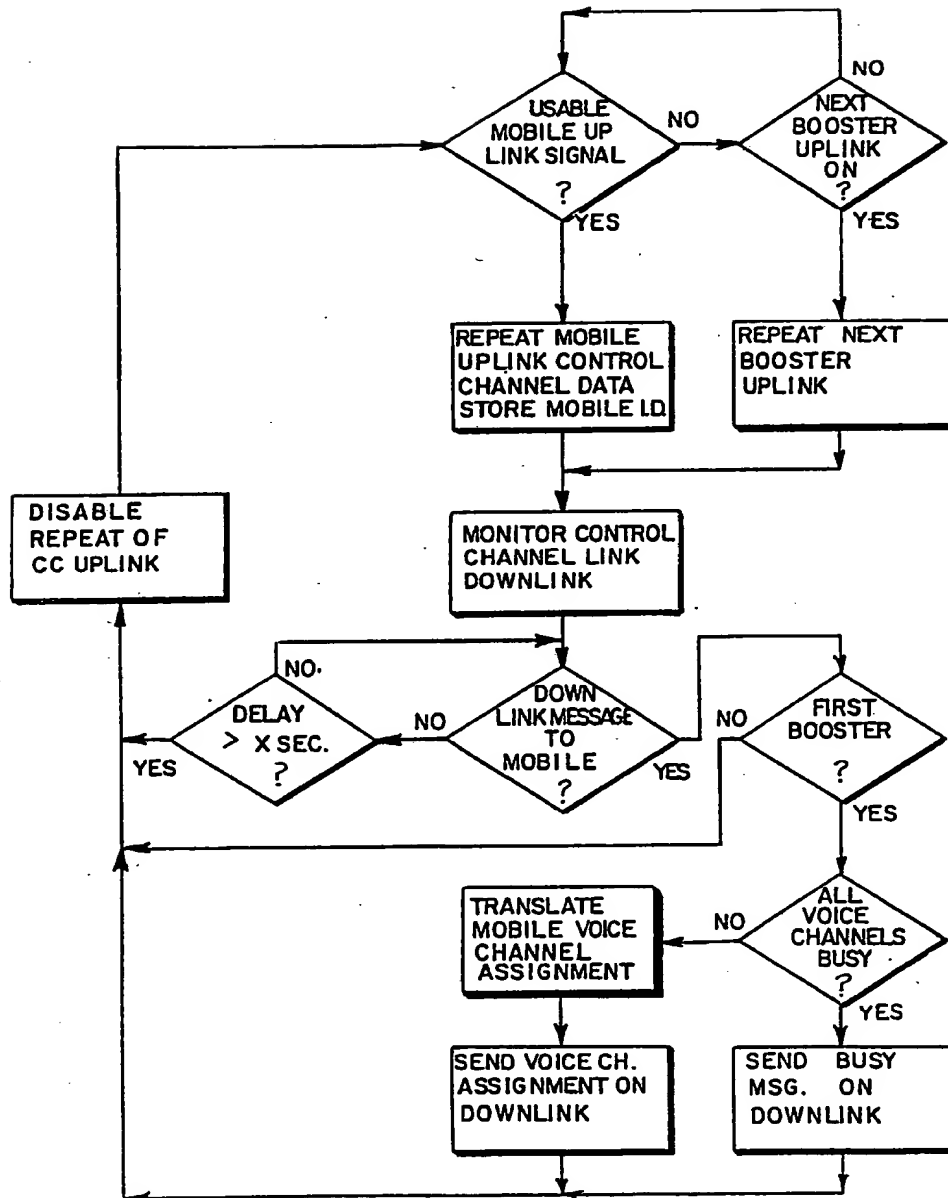 USABLE
MOBILE UP
LINK SIGNAL
?
NO
YES
NO
NEXT
BOOSTER
UPLINK
ON
?
YES
REPEAT MOBILE
UPLINK CONTROL
CHANNEL DATA
STORE MOBILE I.D.
REPEAT NEXT
BOOSTER
UPLINK
DISABLE
REPEAT OF
CC UPLINK
MONITOR CONTROL
CHANNEL LINK
DOWNLINK
NO
DELAY
> X SEC.
?
YES
NO
DOWN
LINK MESSAGE
TO
MOBILE
?
YES
NO
FIRST
BOOSTER
?
YES
TRANSLATE
MOBILE VOICE
CHANNEL
ASSIGNMENT
NO
ALL
VOICE
CHANNELS
BUSY
?
YES
SEND VOICE CH.
ASSIGNMENT ON
DOWNLINK
SEND BUSY
MSG. ON
DOWNLINK